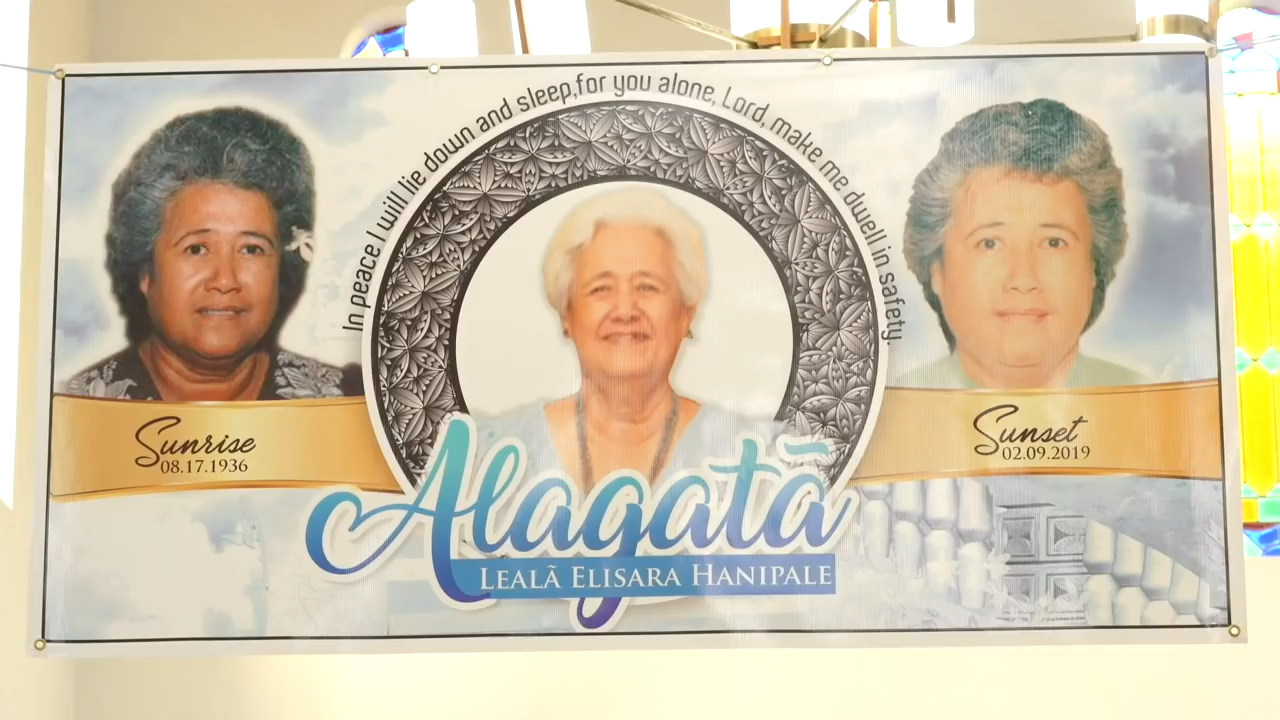 In peace I will lie down and sleep,for you alone, Lord, make me dwell in safety.
Sunrise
08.17.1936
Sunset
02.09.2019
Alagatā
LEALÃ ELISARA HANIPALE